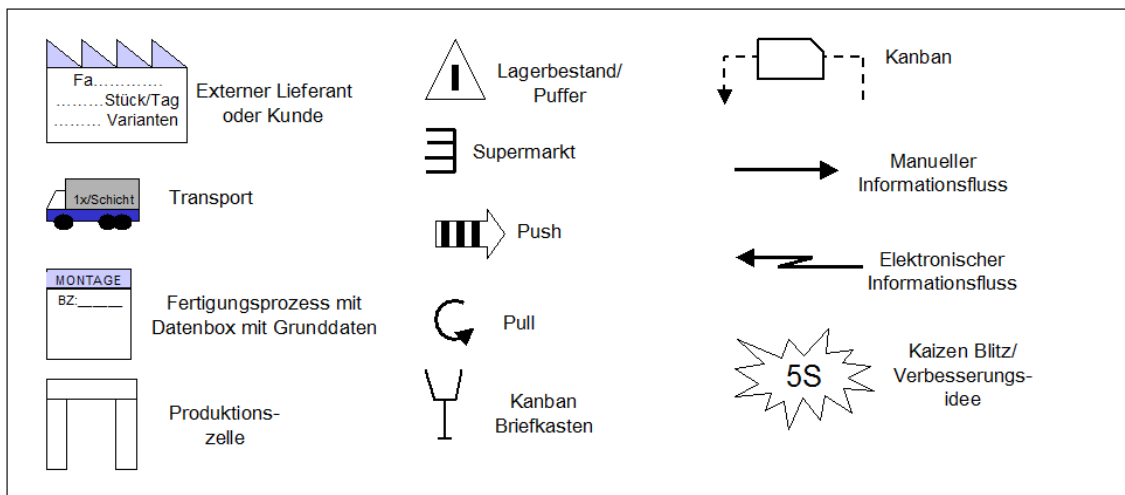 Fa.............
.........Stück/Tag
......... Varianten
Externer Lieferant
oder Kunde
1x/Schicht
Transport
MONTAGE
BZ:______
Fertigungsprozess mit
Datenbox mit Grunddaten
Produktions-
zelle
I
Lagerbestand/
Puffer
Supermarkt
Push
Pull
Kanban
Briefkasten
Kanban
Manueller
Informationsfluss
Elektronischer
Informationsfluss
5S
Kaizen Blitz/
Verbesserungs-
idee